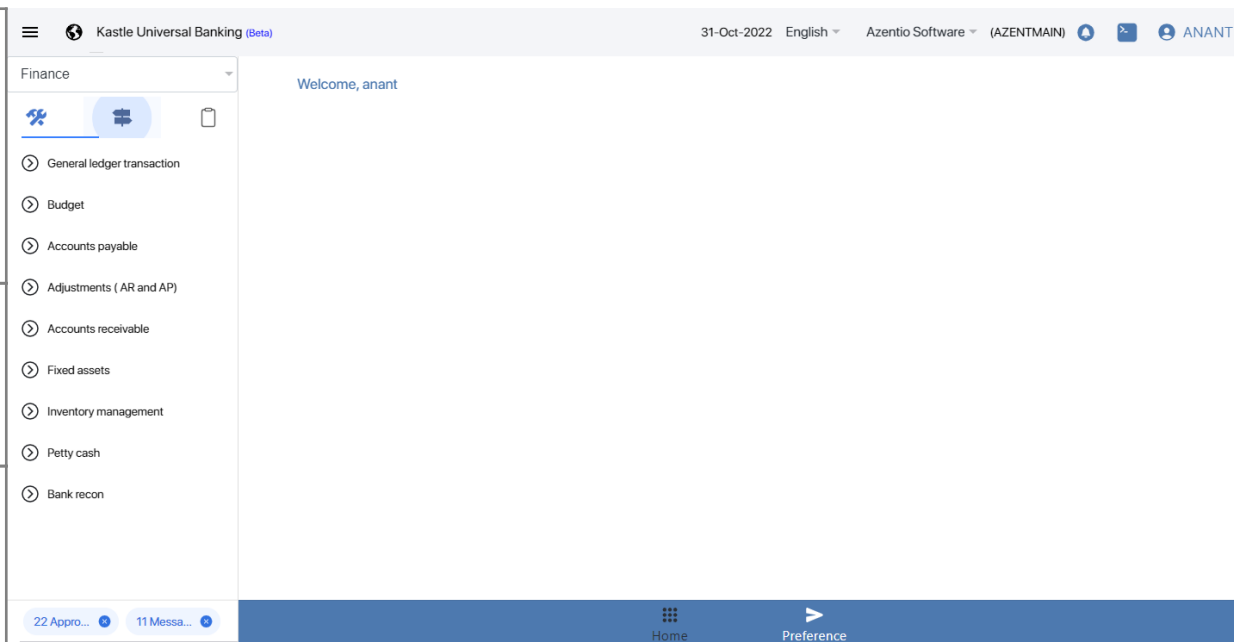 Kastle Universal Banking (Beta)
31-Oct-2022 English Azentio Software (AZENTMAIN) ANANT
Finance
Welcome, anant
General ledger transaction
Budget
Accounts payable
Adjustments ( AR and AP)
Accounts receivable
Fixed assets
Inventory management
Petty cash
Bank recon
22 Appro... 11 Messa...
Home Preference